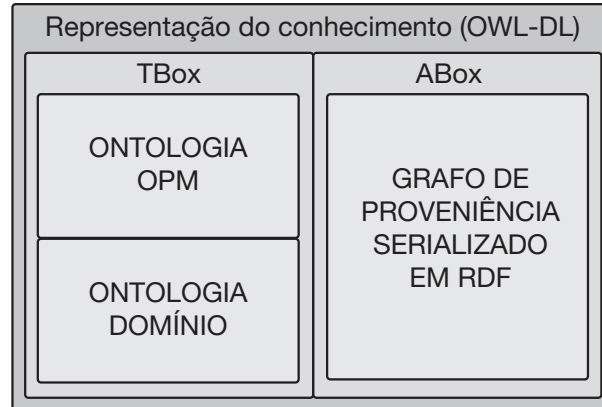 Representação do conhecimento (OWL-DL)
TBox
ONTOLOGIA
OPM
ONTOLOGIA
DOMÍNIO
ABox
GRAFO DE
PROVENIÊNCIA
SERIALIZADO
EM RDF